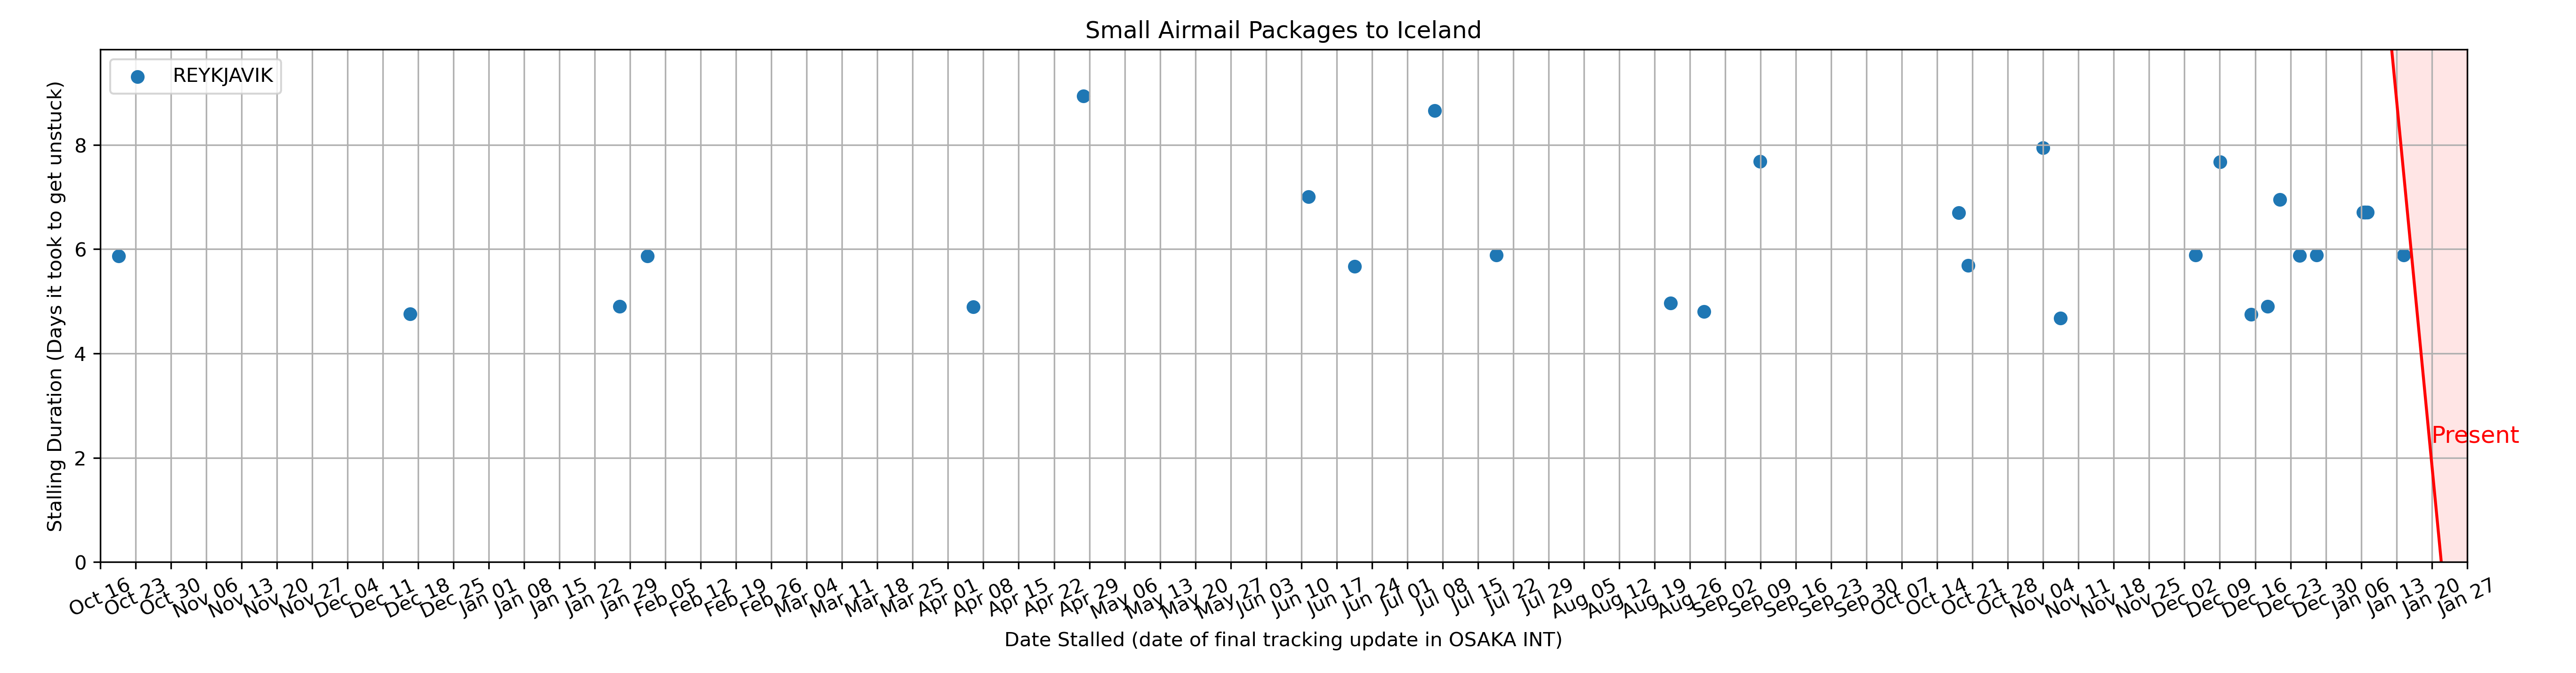 Small Airmail Packages to Iceland
REYKJAVIK
Stalling Duration (Days it took to get unstuck)
8
6
4
2
0
Present
Oct 16 Oct 23 Oct 30 Nov 06 Nov 13 Nov 20 Nov 27 Dec 04 Dec 11 Dec 18 Dec 25 Jan 01 Jan 08 Jan 15 Jan 22 Jan 29 Feb 05 Feb 12 Feb 19 Feb 26 Mar 04 Mar 11 Mar 18 Mar 25 Apr 01 Apr 08 Apr 15 Apr 22 Apr 29 May 06 May 13 May 20 May 27 Jun 03 Jun 10 Jun 17 Jun 24 Jul 01 Jul 08 Jul 15 Jul 22 Jul 29 Aug 05 Aug 12 Aug 19 Aug 26 Sep 02 Sep 09 Sep 16 Sep 23 Sep 30 Oct 07 Oct 14 Oct 21 Oct 28 Nov 04 Nov 11 Nov 18 Nov 25 Dec 02 Dec 09 Dec 16 Dec 23 Dec 30 Jan 06 Jan 13 Jan 20 Jan 27
Date Stalled (date of final tracking update in OSAKA INT)